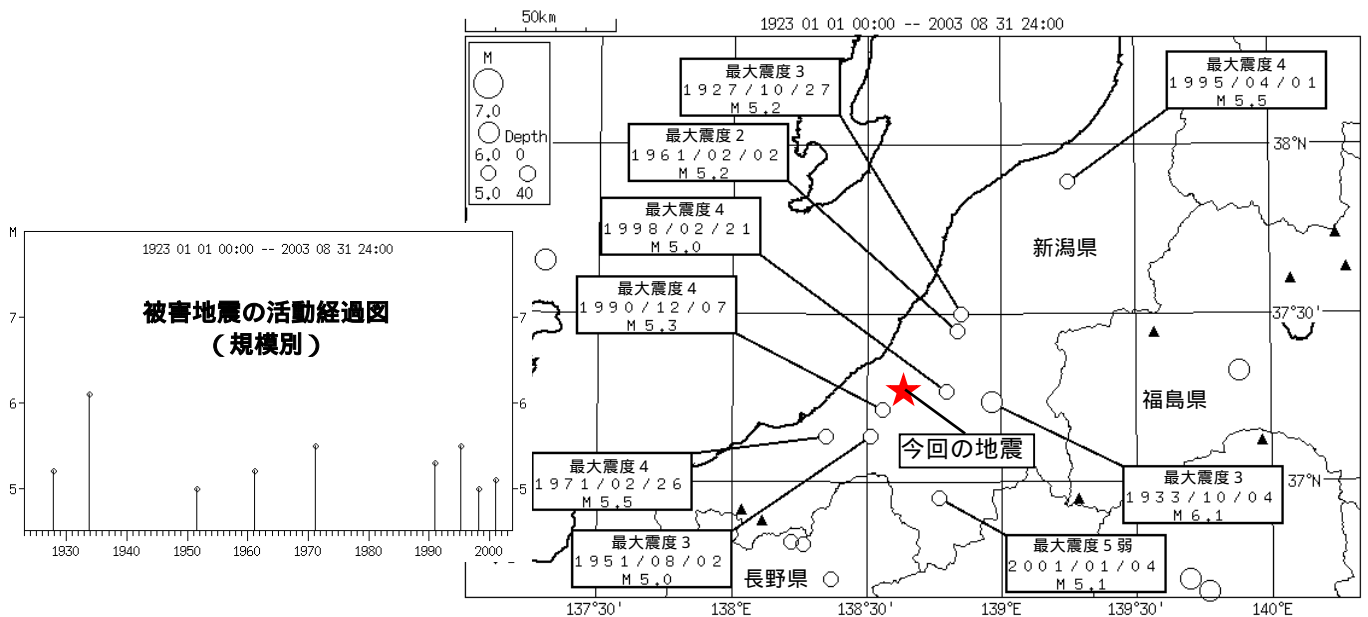 50km
1923 01 01 00:00 -- 2003 08 31 24:00
M
7.0
Depth
6.0 0
5.0 40
最大震度3
1927/10/27
M5.2
最大震度4
1995/04/01
M5.5
最大震度2
1961/02/02
M5.2
38°N
最大震度4
1998/02/21
M5.0
新潟県
最大震度4
1990/12/07
M5.3
37°30'
福島県
今回の地震
最大震度4
1971/02/26
M5.5
最大震度3
1933/10/04
M6.1
37°N
最大震度3
1951/08/02
M5.0
長野県
最大震度5弱
2001/01/04
M5.1
137°30' 138°E 138°30' 139°E 139°30' 140°E
M
1923 01 01 00:00 -- 2003 08 31 24:00
被害地震の活動経過図
(規模別)
7 7
6 6
5 5
1930 1940 1950 1960 1970 1980 1990 2000